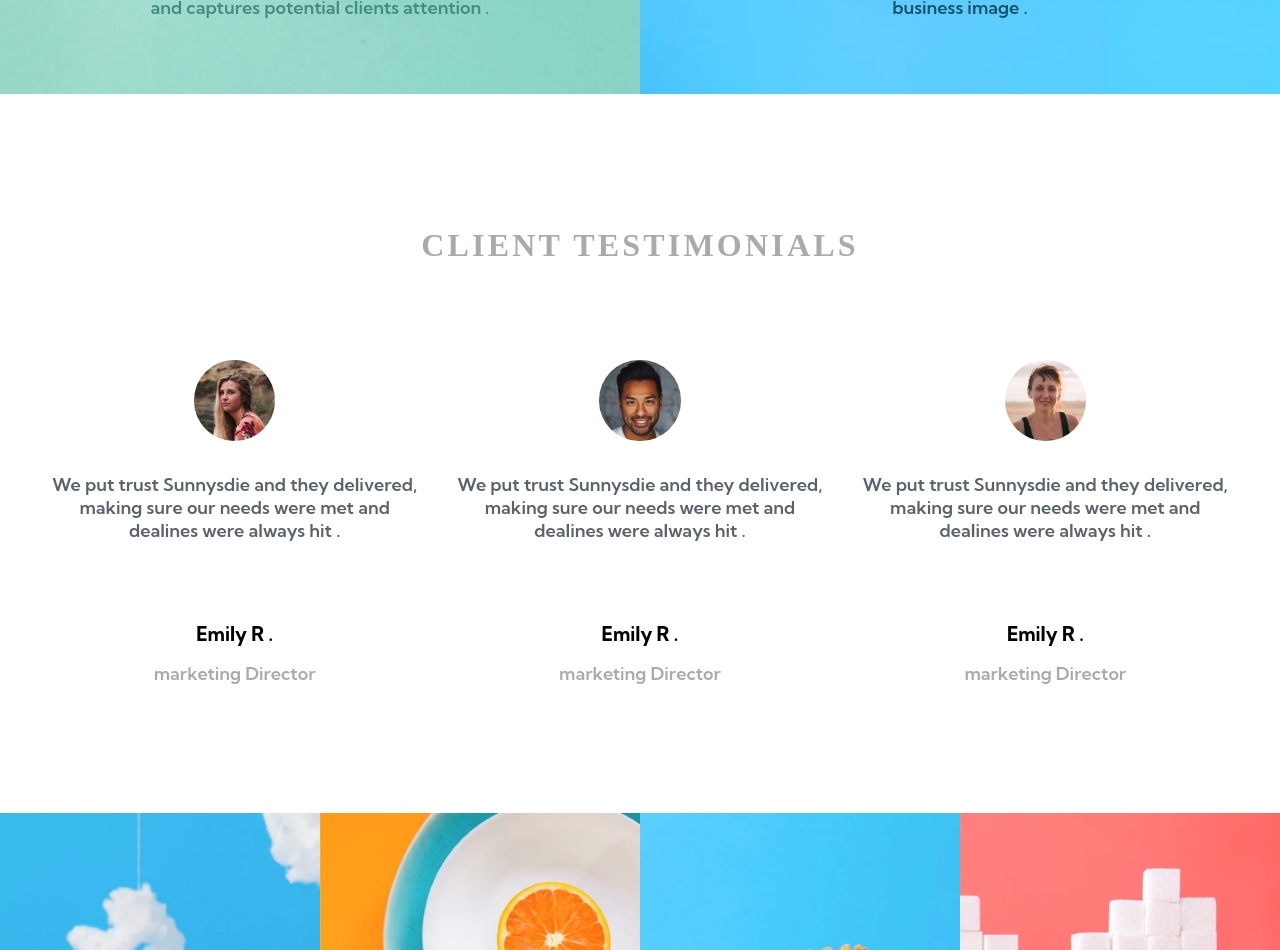 and captures potential clients attention .
business image .
CLIENT TESTIMONIALS
We put trust Sunnysdie and they delivered,
making sure our needs were met and
dealines were always hit .
Emily R .
marketing Director
We put trust Sunnysdie and they delivered,
making sure our needs were met and
dealines were always hit .
Emily R .
marketing Director
We put trust Sunnysdie and they delivered,
making sure our needs were met and
dealines were always hit .
Emily R .
marketing Director